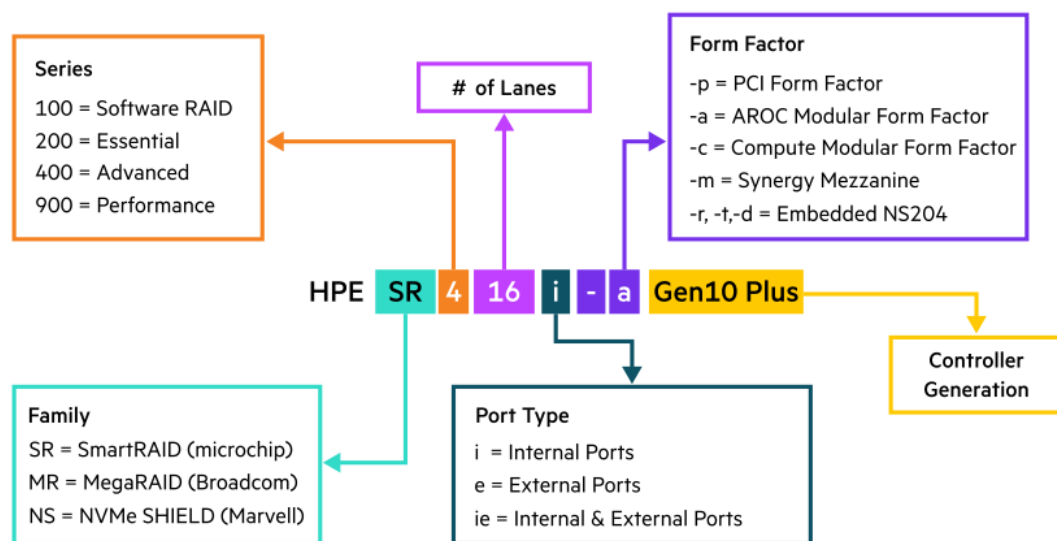 Series
100 = Software RAID
200 = Essential
400 = Advanced
900 = Performance
# of Lanes
Form Factor
-p = PCI Form Factor
-a = AROC Modular Form Factor
-c = Compute Modular Form Factor
-m = Synergy Mezzanine
-r, -t,-d = Embedded NS204
HPE SR 4 16 i - a Gen10 Plus
Family
SR = SmartRAID (microchip)
MR = MegaRAID (Broadcom)
NS = NVMe SHIELD (Marvell)
Port Type
i = Internal Ports
e = External Ports
ie = Internal & External Ports
Controller
Generation